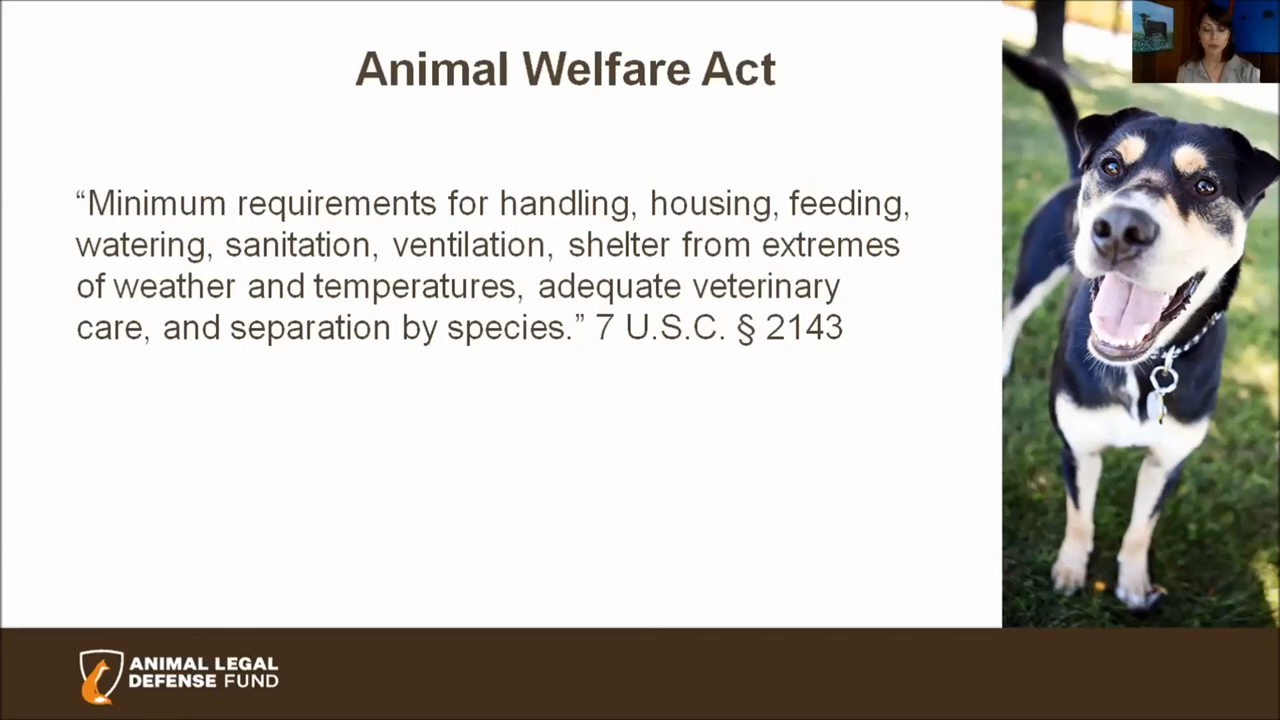 Animal Welfare Act
“Minimum requirements for handling, housing, feeding,
watering, sanitation, ventilation, shelter from extremes
of weather and temperatures, adequate veterinary
care, and separation by species.” 7 U.S.C. § 2143
ANIMAL LEGAL
DEFENSE FUND